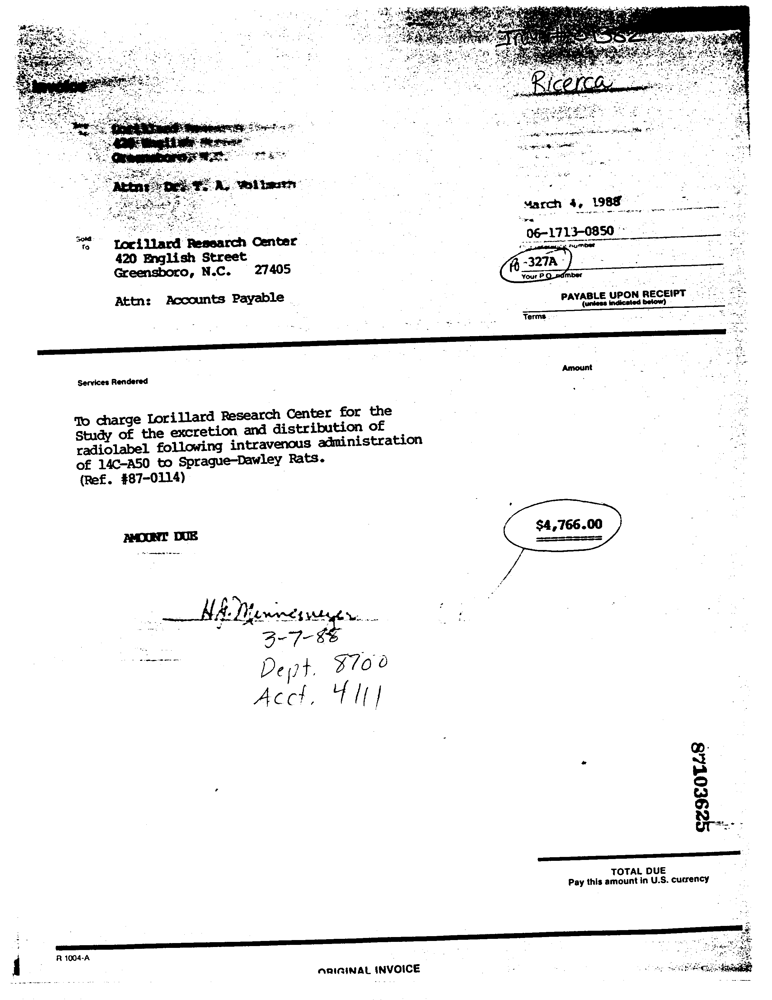 Invoice
Ricerca
Lorillard Research
420 English Street
Greensboro, N.C.
Attn: Dr. T. A. Vollmuth
March 4, 1988
06-1713-0850
number
Sold
To
Lorillard Research Center
420 English Street
Greensboro, N.C. 27405
Attn: Accounts Payable
-327A
Your P.O. number
PAYABLE UPON RECEIPT
(unless indicated below)
Terms
Services Rendered
Amount
To charge Lorillard Research Center for the
Study of the excretion and distribution of
radiolabel following intravenous administration
of 14C-A50 to Sprague-Dawley Rats.
(Ref. #87-0114)
AMOUNT DUE
$4,766.00
H.G. Minnemeyer
3-7-88
Dept. 8700
Acct. 4111
87103625
TOTAL DUE
Pay this amount in U.S. currency
R 1004-A
ORIGINAL INVOICE